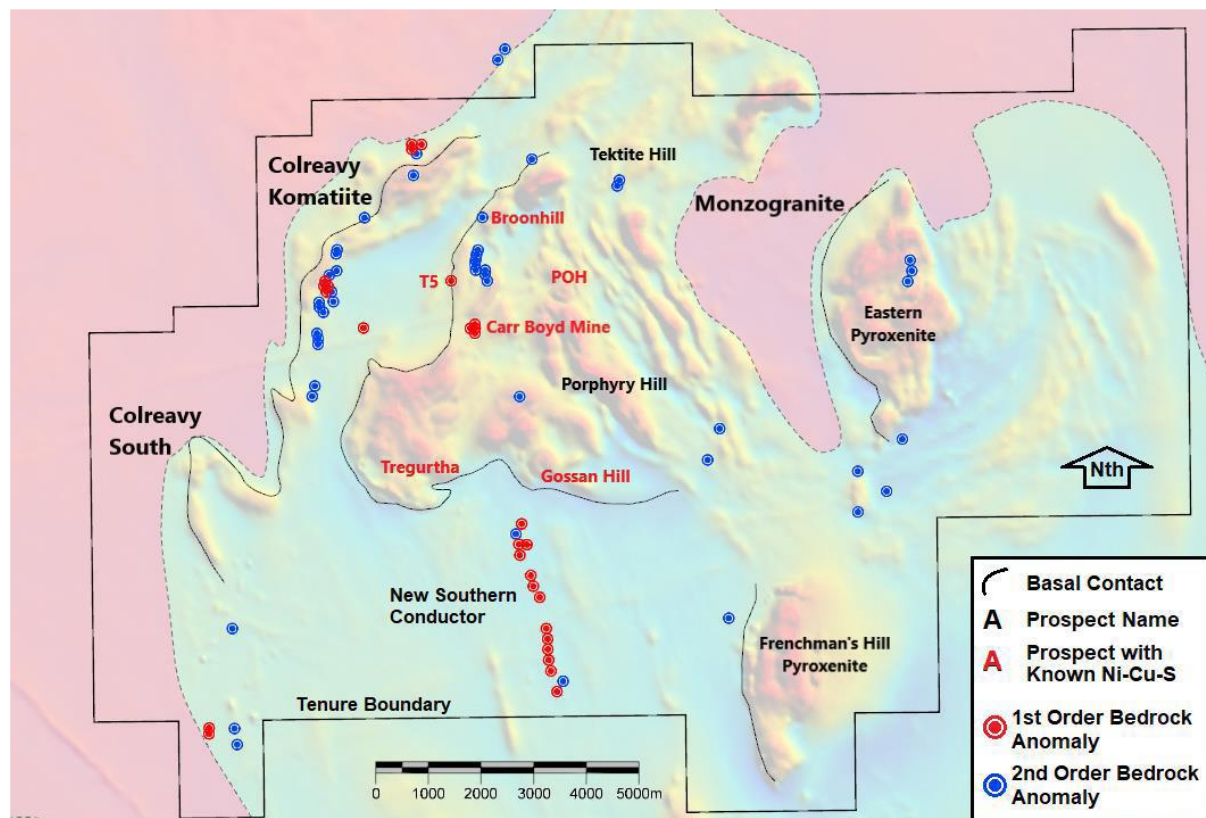 Tektite Hill
Colreavy
Komatiite
Monzogranite
Broonhill
T5
POH
Carr Boyd Mine
Eastern
Pyroxenite
Porphyry Hill
Colreavy
South
Tregurtha
Gossan Hill
Nth
New Southern
Conductor
Frenchman's Hill
Pyroxenite
Tenure Boundary
0 1000 2000 3000 4000 5000m
Basal Contact
A Prospect Name
A Prospect with
Known Ni-Cu-S
1st Order Bedrock
Anomaly
2nd Order Bedrock
Anomaly